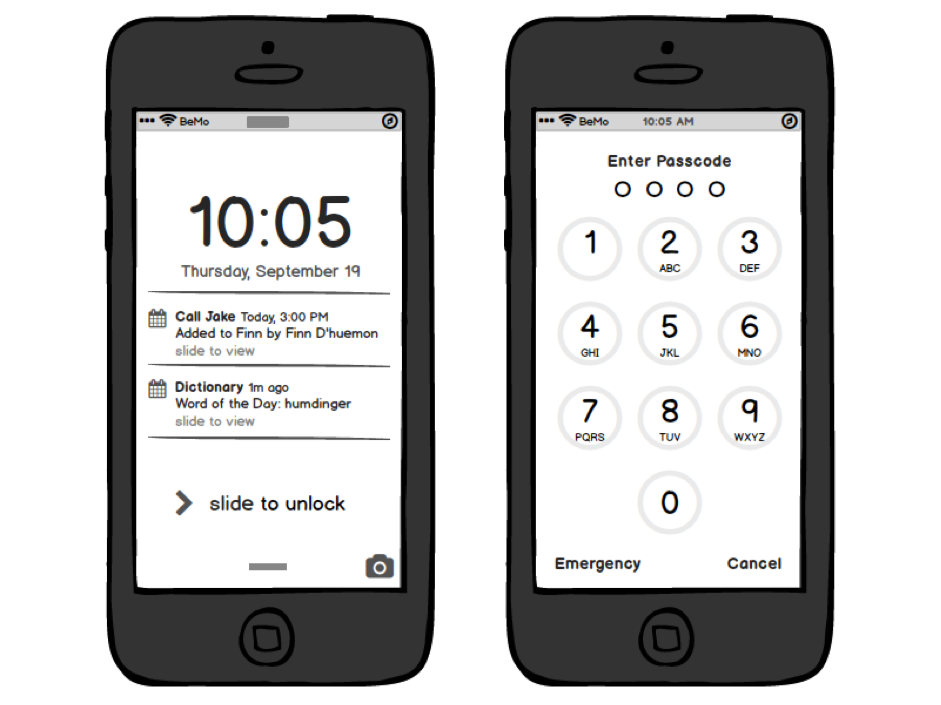 BeMo
10:05
Thursday, September 19
Call Jake Today, 3:00 PM
Added to Finn by Finn D'huemon
slide to view
Dictionary 1m ago
Word of the Day: humdinger
slide to view
slide to unlock
BeMo 10:05 AM
Enter Passcode
1 2 3
ABC DEF
4 5 6
GHI JKL MNO
7 8 9
PQRS TUV WXYZ
0
Emergency Cancel